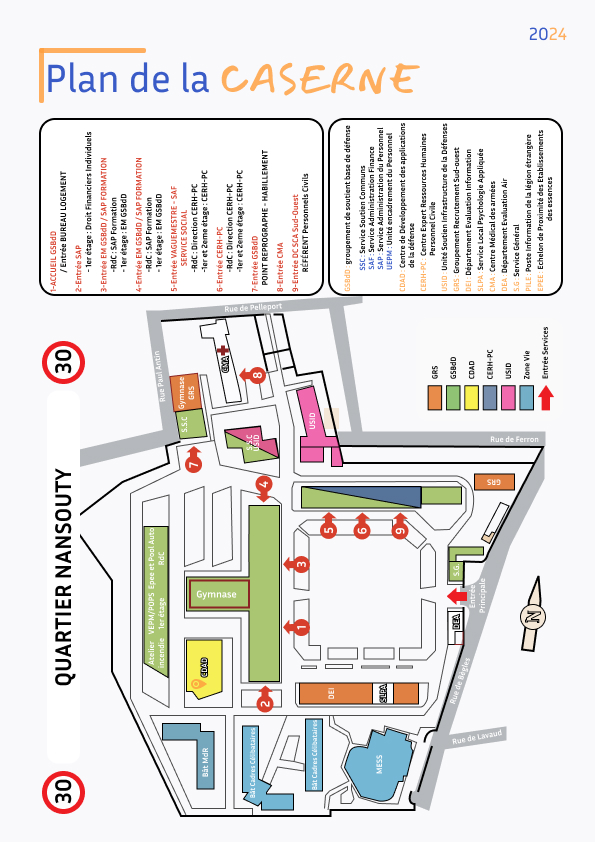 2024
Plan de la CASERNE
1-ACCUEIL GSBdD
/ Entrée BUREAU LOGEMENT
2-Entrée SAP
- 1er étage : Droit Financiers Individuels
3-Entrée EM GSBdD / SAP FORMATION
- RdC : SAP Formation
- 1er étage : EM GSBdD
4-Entrée EM GSBdD / SAP FORMATION
- RdC : SAP Formation
- 1er étage : EM GSBdD
5-Entrée VAGUEMESTRE - SAF
SERVICE SOCIAL
- RdC : Direction CERH-PC
- 1er et 2eme étage : CERH-PC
6-Entrée CERH-PC
- RdC : Direction CERH-PC
- 1er et 2eme étage : CERH-PC
7-Entrée GSBdD
POINT REPROGRAPHE - HABILLEMENT
8-Entrée CMA
9-Entrée DCSCA Sud-Ouest
RÉFÉRENT Personnels Civils
GSBdD : groupement de soutient base de défense
SSC : Service Soutien Communs
SAF : Service Administration Finance
SAP : Service Administration du Personnel
UEPM : Unité encadrement du Personnel
CDAD : Centre de Développement des applications
de la défense
CERH-PC : Centre Expert Ressources Humaines
Personnel Civile
USID : Unité Soutien Infrastructure de la Défenses
GRS : Groupement Recrutement Sud-ouest
DEI : Département Evaluation Information
SLPA : Service Local Psychologie Appliquée
CMA : Centre Médical des armées
DEA : Département Evaluation Air
S.G : Service Général
PILE : Poste Information de la légion étrangère
EPEE : Echelon de Proximité des Etablissements
des essences
QUARTIER NANSOUTY
30
30
Rue de Pelleport
Rue Paul Antin
Rue de Ferron
Rue de Bègles
Rue de Lavaud
Entrée
Principale
Gymnase
GRS
S.S.C
CMA
S.S.C
USID
USID
GRS
S.G.
DEA
DEI
SLPA
MESS
Bât Cadres Célibataires
Bât Cadres Célibataires
Bât MdR
CDAD
Gymnase
Atelier VEPM/POPS Epee et Pool Auto
incendie 1er étage RdC
1
2
3
4
5
6
7
8
9
N
GRS
GSBdD
CDAD
CERH-PC
USID
Zone Vie
Entrée Services